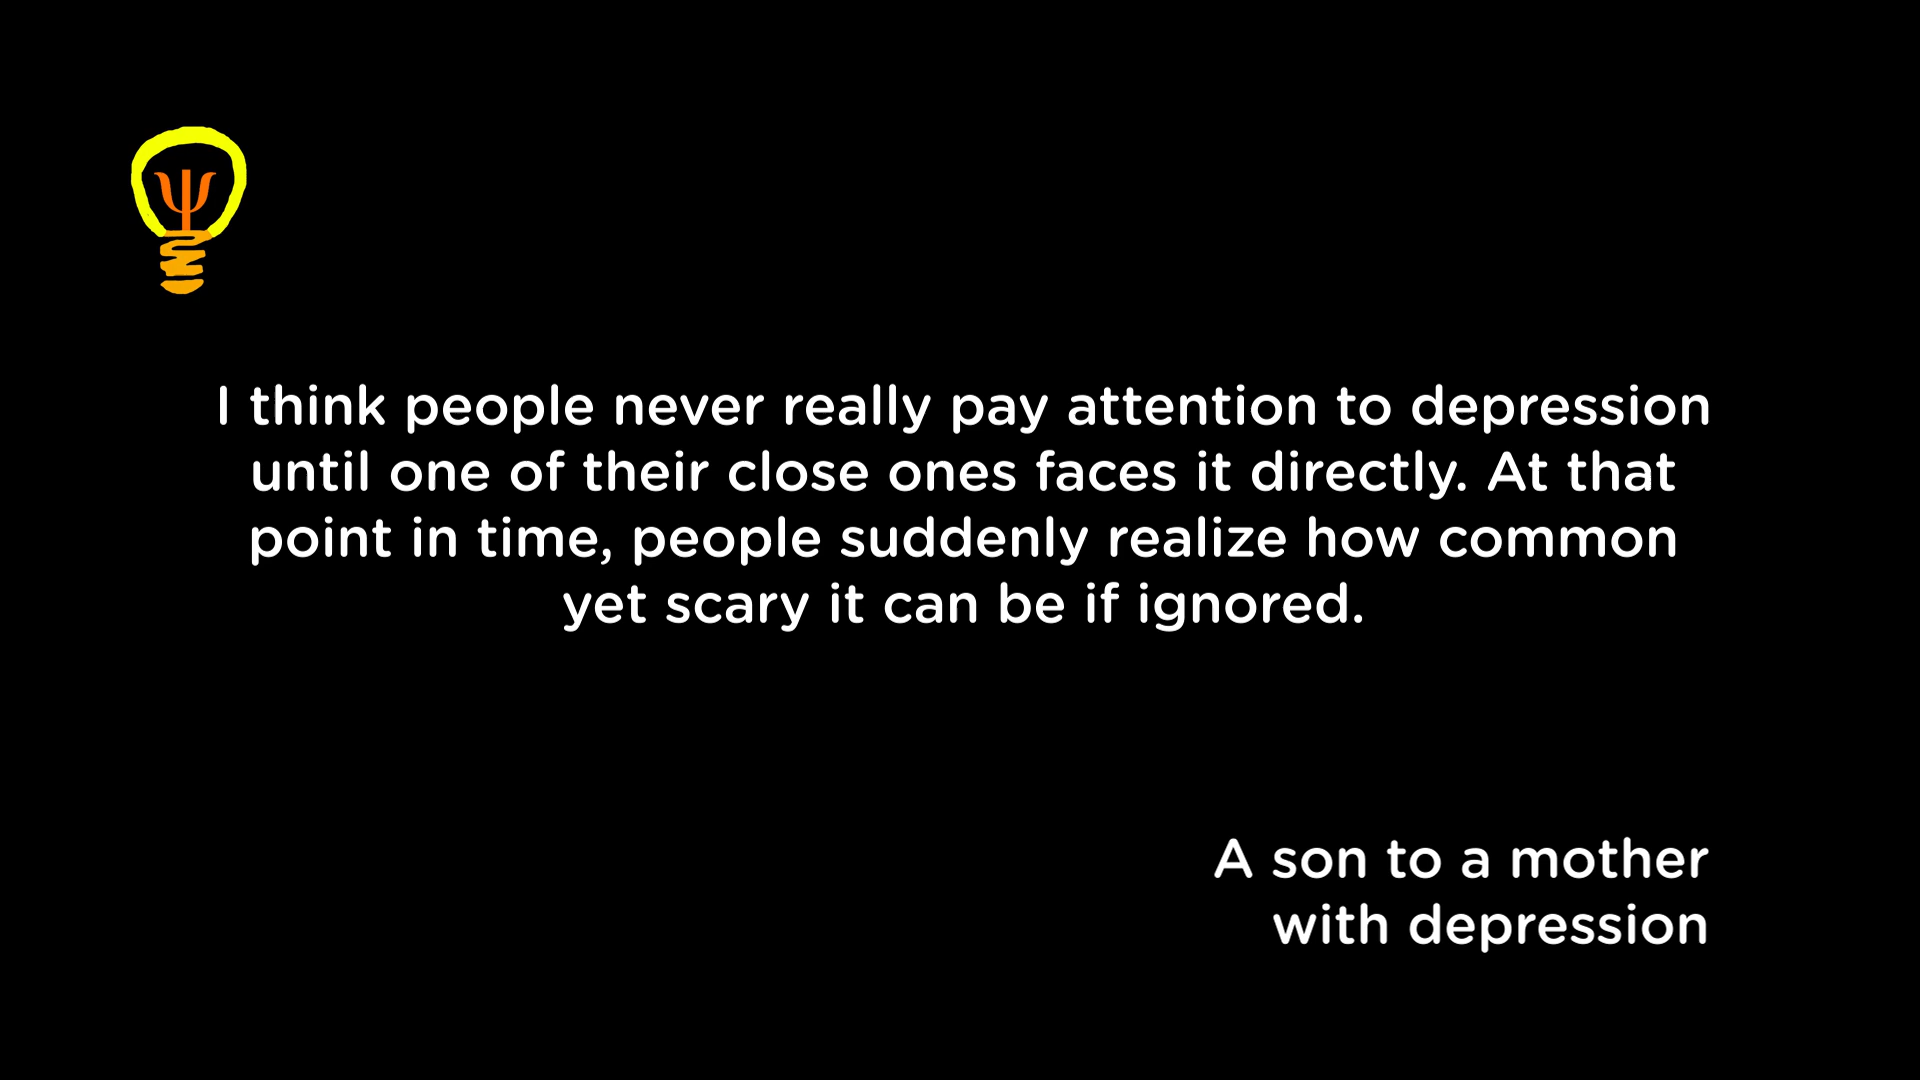 Ψ
I think people never really pay attention to depression
until one of their close ones faces it directly. At that
point in time, people suddenly realize how common
yet scary it can be if ignored.
A son to a mother
with depression